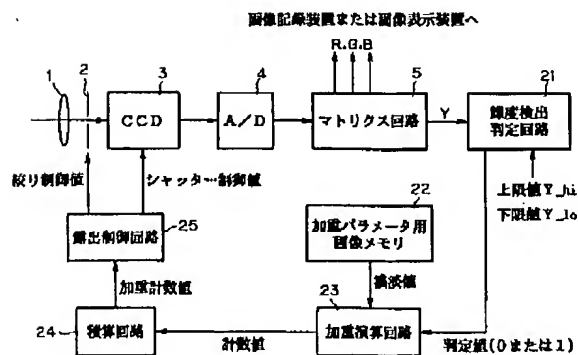 画像記録装置または画像表示装置へ
R.G.B
1
2
3
4
5
21
CCD
A/D
マトリクス回路
Y
輝度検出
判定回路
絞り制御値
シャッター制御値
上限値Y_hi
下限値Y_lo
22
25
露出制御回路
加重パラメータ用
画像メモリ
加重計数値
濃淡値
23
24
積算回路
計数値
加重演算回路
判定値(0または1)